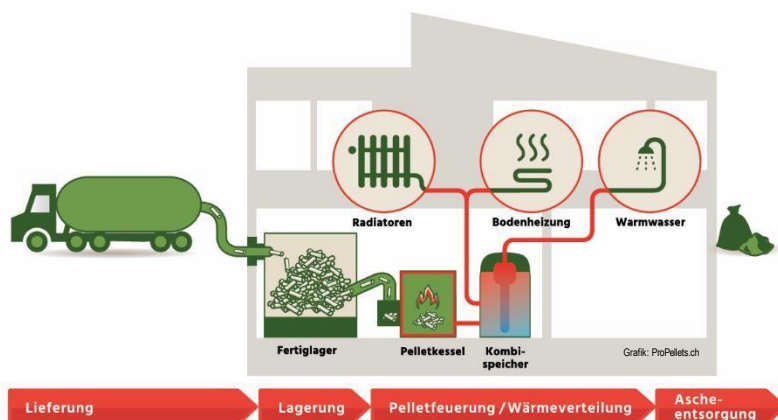 Radiatoren
Bodenheizung
Warmwasser
Fertiglager
Pelletkessel
Kombi-
speicher
Grafik: ProPellets.ch
Lieferung
Lagerung
Pelletfeuerung / Wärmeverteilung
Asche-
entsorgung